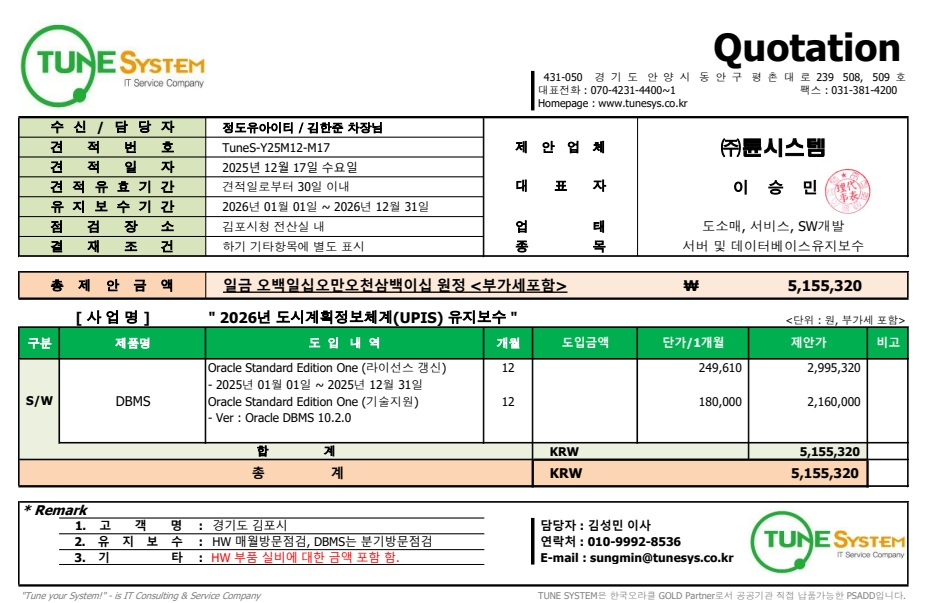 TUNE SYSTEM
IT Service Company
Quotation
431-050 경기도 안양시 동안구 평촌대로 239 508, 509 호
대표전화 : 070-4231-4400~1 팩스 : 031-381-4200
Homepage : www.tunesys.co.kr
수신/담당자 정도유아이티 / 김한준 차장님
견적번호 TuneS-Y25M12-M17
제안업체 ㈜튠시스템
견적일자 2025년 12월 17일 수요일
견적유효기간 견적일로부터 30일 이내
대표자 이승민
유지보수기간 2026년 01월 01일 ~ 2026년 12월 31일
점검장소 김포시청 전산실 내
업태 도소매, 서비스, SW개발
결재조건 하기 기타항목에 별도 표시
종목 서버 및 데이터베이스유지보수
총제안금액 일금 오백일십오만오천삼백이십 원정 <부가세포함> ₩ 5,155,320
[ 사 업 명 ] " 2026년 도시계획정보체계(UPIS) 유지보수 "
<단위 : 원, 부가세 포함>
구분 제품명 도입내역 개월 도입금액 단가/1개월 제안가 비고
Oracle Standard Edition One (라이선스 갱신) 12 249,610 2,995,320
- 2025년 01월 01일 ~ 2025년 12월 31일
S/W DBMS Oracle Standard Edition One (기술지원) 12 180,000 2,160,000
- Ver : Oracle DBMS 10.2.0
합계 KRW 5,155,320
총계 KRW 5,155,320
* Remark
1. 고객명 : 경기도 김포시
2. 유지보수 : HW 매월방문점검, DBMS는 분기방문점검
3. 기타 : HW 부품 실비에 대한 금액 포함 함.
담당자 : 김성민 이사
연락처 : 010-9992-8536
E-mail : sungmin@tunesys.co.kr
TUNE SYSTEM
IT Service Company
"Tune your System!" - is IT Consulting & Service Company
TUNE SYSTEM은 한국오라클 GOLD Partner로서 공공기관 직접 납품가능한 PSADD입니다.